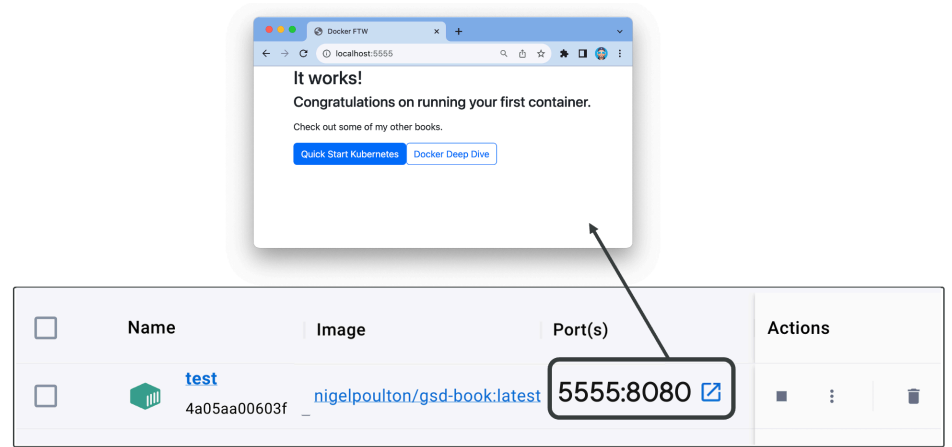 Docker FTW
localhost:5555
It works!
Congratulations on running your first container.
Check out some of my other books.
Quick Start Kubernetes Docker Deep Dive
Name Image Port(s) Actions
test
4a05aa00603f
nigelpoulton/gsd-book:latest
5555:8080